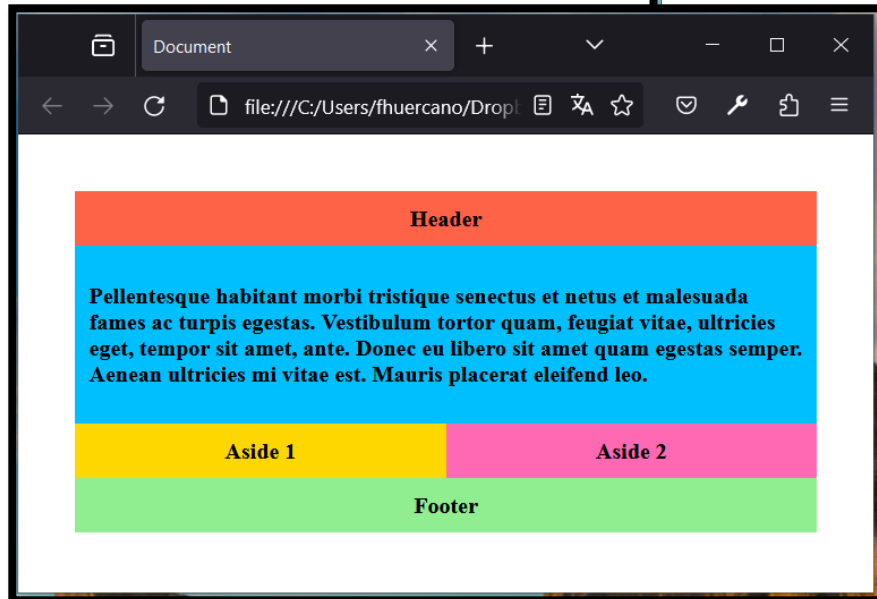 Document
file:///C:/Users/fhuercano/Dropb
Header
Pellentesque habitant morbi tristique senectus et netus et malesuada
fames ac turpis egestas. Vestibulum tortor quam, feugiat vitae, ultricies
eget, tempor sit amet, ante. Donec eu libero sit amet quam egestas semper.
Aenean ultricies mi vitae est. Mauris placerat eleifend leo.
Aside 1
Aside 2
Footer